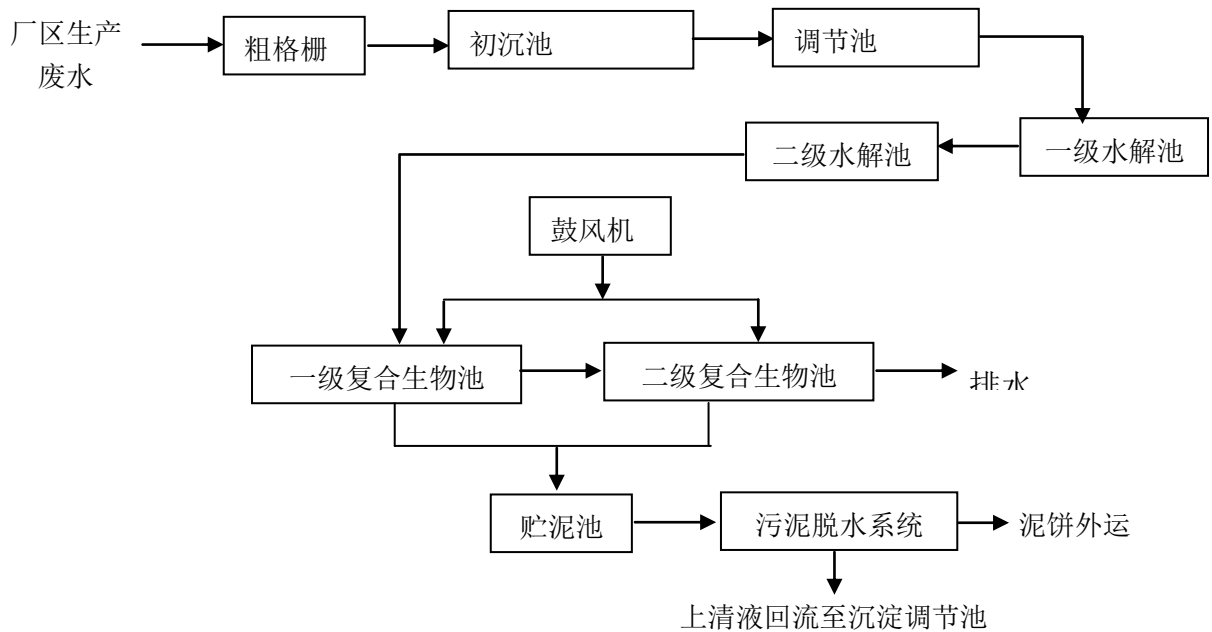 厂区生产
废水
粗格栅
初沉池
调节池
二级水解池
一级水解池
鼓风机
一级复合生物池
二级复合生物池
排水
贮泥池
污泥脱水系统
泥饼外运
上清液回流至沉淀调节池